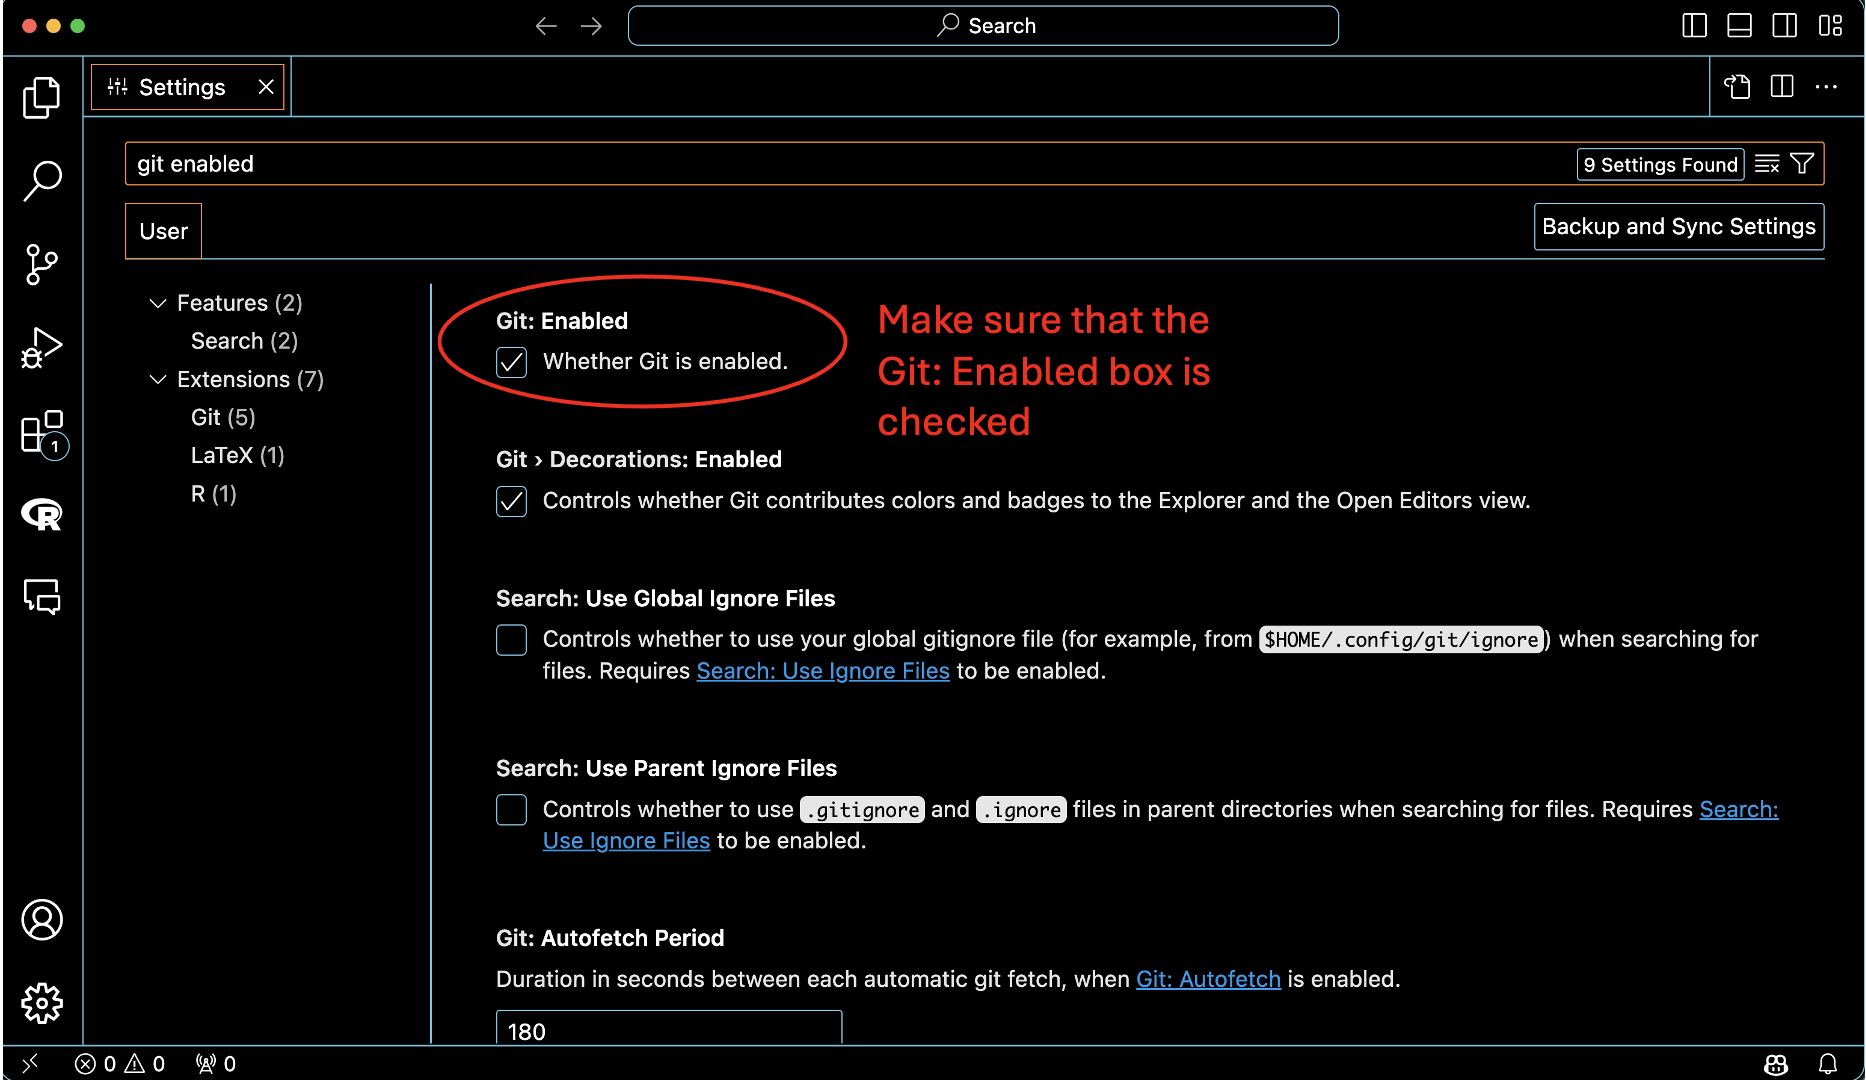 Search
Settings
git enabled
9 Settings Found
User
Backup and Sync Settings
Features (2)
Search (2)
Extensions (7)
Git (5)
LaTeX (1)
R (1)
1
R
Git: Enabled
Whether Git is enabled.
Make sure that the
Git: Enabled box is
checked
Git › Decorations: Enabled
Controls whether Git contributes colors and badges to the Explorer and the Open Editors view.
Search: Use Global Ignore Files
Controls whether to use your global gitignore file (for example, from $HOME/.config/git/ignore) when searching for
files. Requires Search: Use Ignore Files to be enabled.
Search: Use Parent Ignore Files
Controls whether to use .gitignore and .ignore files in parent directories when searching for files. Requires Search:
Use Ignore Files to be enabled.
Git: Autofetch Period
Duration in seconds between each automatic git fetch, when Git: Autofetch is enabled.
180
0 0 0